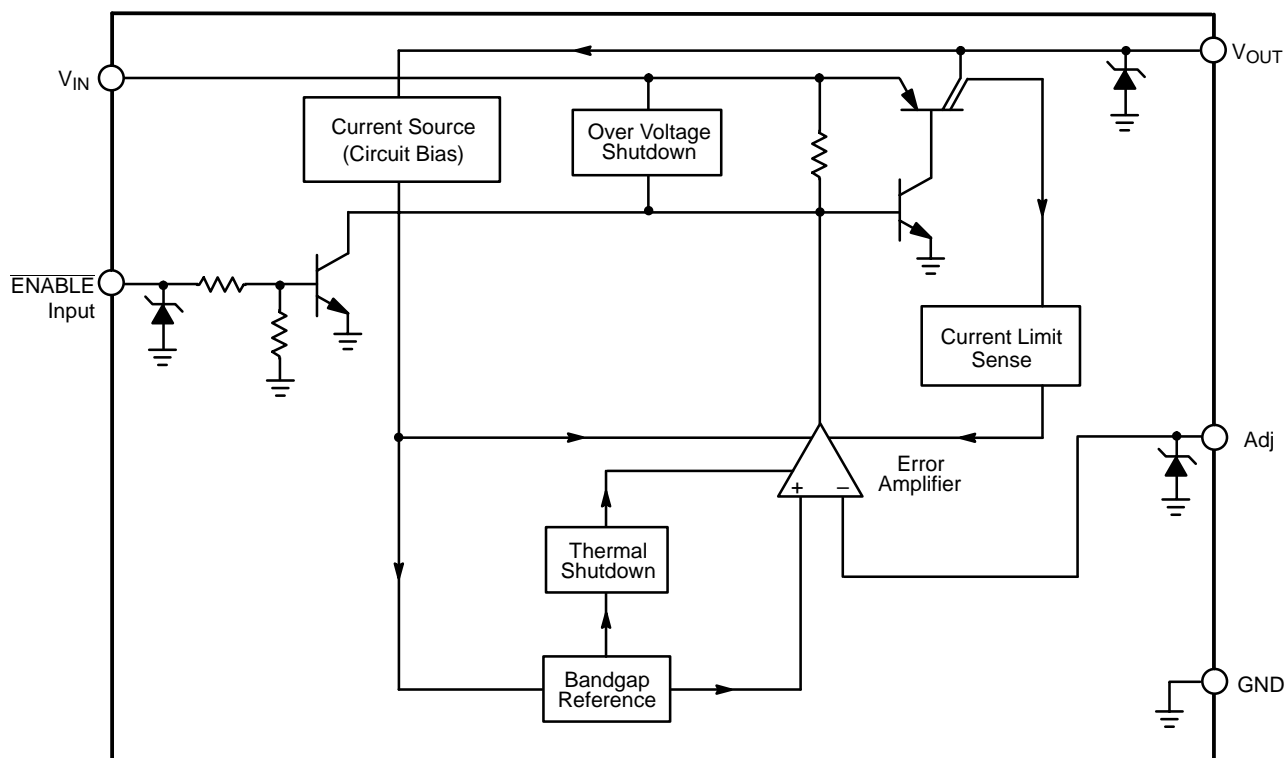 V_IN
V_OUT
Current Source
(Circuit Bias)
Over Voltage
Shutdown
ENABLE
Input
Current Limit
Sense
Error
Amplifier
+
−
Adj
Thermal
Shutdown
Bandgap
Reference
GND